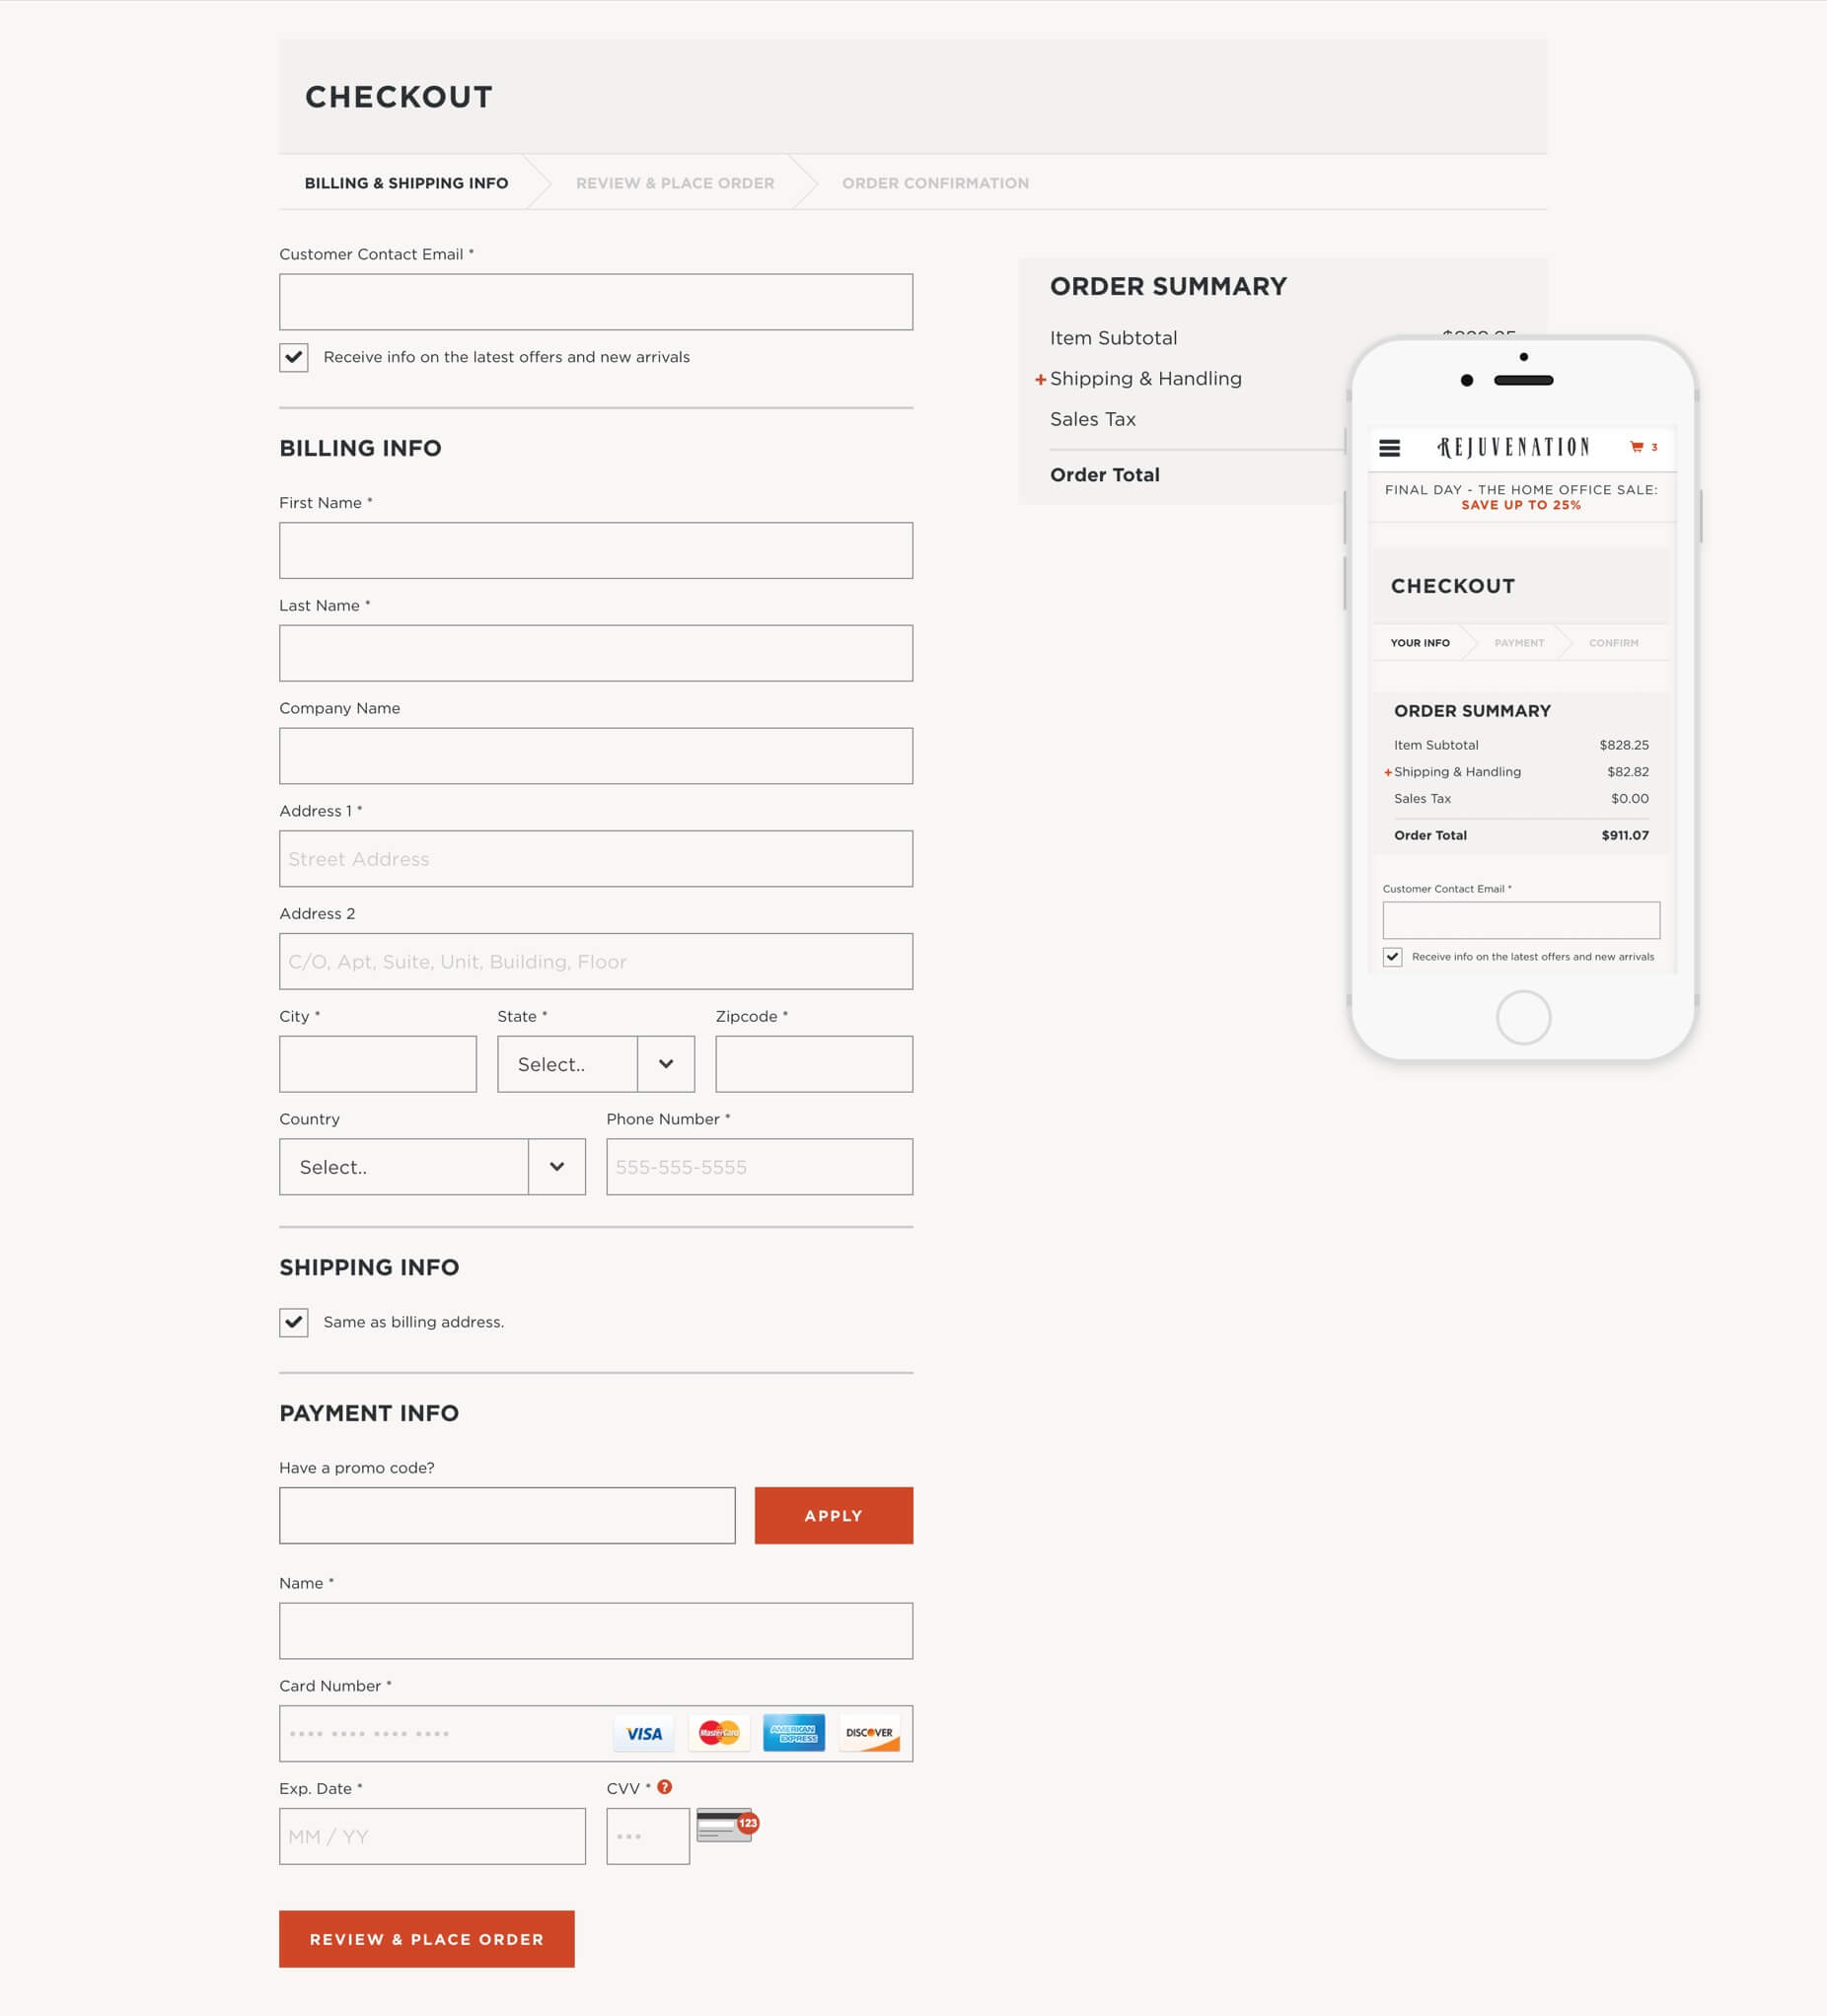 CHECKOUT
BILLING & SHIPPING INFO REVIEW & PLACE ORDER ORDER CONFIRMATION
Customer Contact Email *
Receive info on the latest offers and new arrivals
BILLING INFO
First Name *
Last Name *
Company Name
Address 1 *
Street Address
Address 2
C/O, Apt, Suite, Unit, Building, Floor
City * State * Zipcode *
Select..
Country Phone Number *
Select.. 555-555-5555
SHIPPING INFO
Same as billing address.
PAYMENT INFO
Have a promo code?
APPLY
Name *
Card Number *
•••• •••• •••• •••• VISA MasterCard AMERICAN EXPRESS DISCOVER
Exp. Date * CVV * ?
MM / YY ••• 123
REVIEW & PLACE ORDER
ORDER SUMMARY
Item Subtotal
+ Shipping & Handling
Sales Tax
Order Total
REJUVENATION 3
FINAL DAY - THE HOME OFFICE SALE:
SAVE UP TO 25%
CHECKOUT
YOUR INFO PAYMENT CONFIRM
ORDER SUMMARY
Item Subtotal $828.25
+ Shipping & Handling $82.82
Sales Tax $0.00
Order Total $911.07
Customer Contact Email *
Receive info on the latest offers and new arrivals